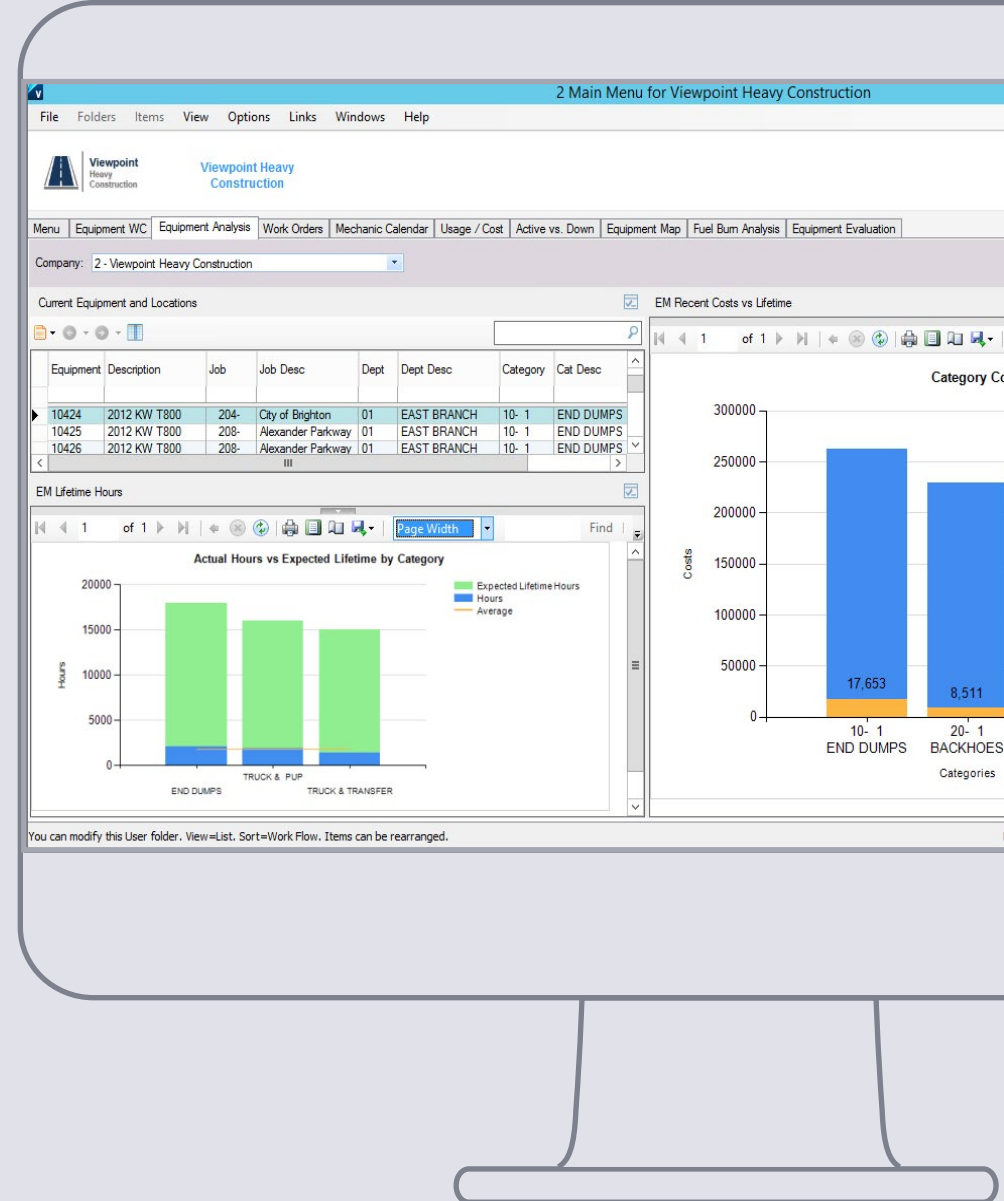 2 Main Menu for Viewpoint Heavy Construction
File Folders Items View Options Links Windows Help
Viewpoint
Heavy
Construction
Viewpoint Heavy
Construction
Menu Equipment WC Equipment Analysis Work Orders Mechanic Calendar Usage / Cost Active vs. Down Equipment Map Fuel Burn Analysis Equipment Evaluation
Company: 2 - Viewpoint Heavy Construction
Current Equipment and Locations
Equipment Description Job Job Desc Dept Dept Desc Category Cat Desc
10424 2012 KW T800 204- City of Brighton 01 EAST BRANCH 10- 1 END DUMPS
10425 2012 KW T800 208- Alexander Parkway 01 EAST BRANCH 10- 1 END DUMPS
10426 2012 KW T800 208- Alexander Parkway 01 EAST BRANCH 10- 1 END DUMPS
EM Lifetime Hours
1 of 1 Page Width Find
Actual Hours vs Expected Lifetime by Category
Expected Lifetime Hours
Hours
Average
20000
15000
10000
5000
0
Hours
TRUCK & PUP
END DUMPS TRUCK & TRANSFER
EM Recent Costs vs Lifetime
1 of 1
Category Co
300000
250000
200000
150000
100000
50000
0
Costs
17,653
8,511
10- 1 20- 1
END DUMPS BACKHOES
Categories
You can modify this User folder. View=List. Sort=Work Flow. Items can be rearranged.